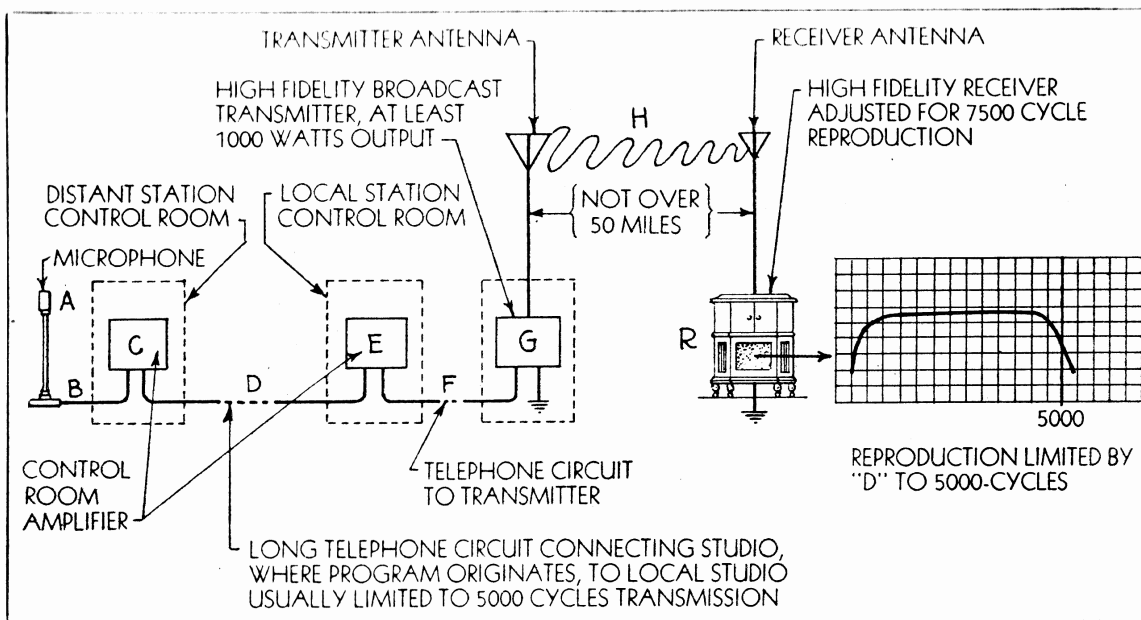 TRANSMITTER ANTENNA
RECEIVER ANTENNA
HIGH FIDELITY BROADCAST
TRANSMITTER, AT LEAST
1000 WATTS OUTPUT
H
HIGH FIDELITY RECEIVER
ADJUSTED FOR 7500 CYCLE
REPRODUCTION
DISTANT STATION
CONTROL ROOM
LOCAL STATION
CONTROL ROOM
NOT OVER
50 MILES
MICROPHONE
A
C
E
G
R
B
D
F
5000
CONTROL
ROOM
AMPLIFIER
TELEPHONE CIRCUIT
TO TRANSMITTER
REPRODUCTION LIMITED BY
"D" TO 5000-CYCLES
LONG TELEPHONE CIRCUIT CONNECTING STUDIO,
WHERE PROGRAM ORIGINATES, TO LOCAL STUDIO
USUALLY LIMITED TO 5000 CYCLES TRANSMISSION